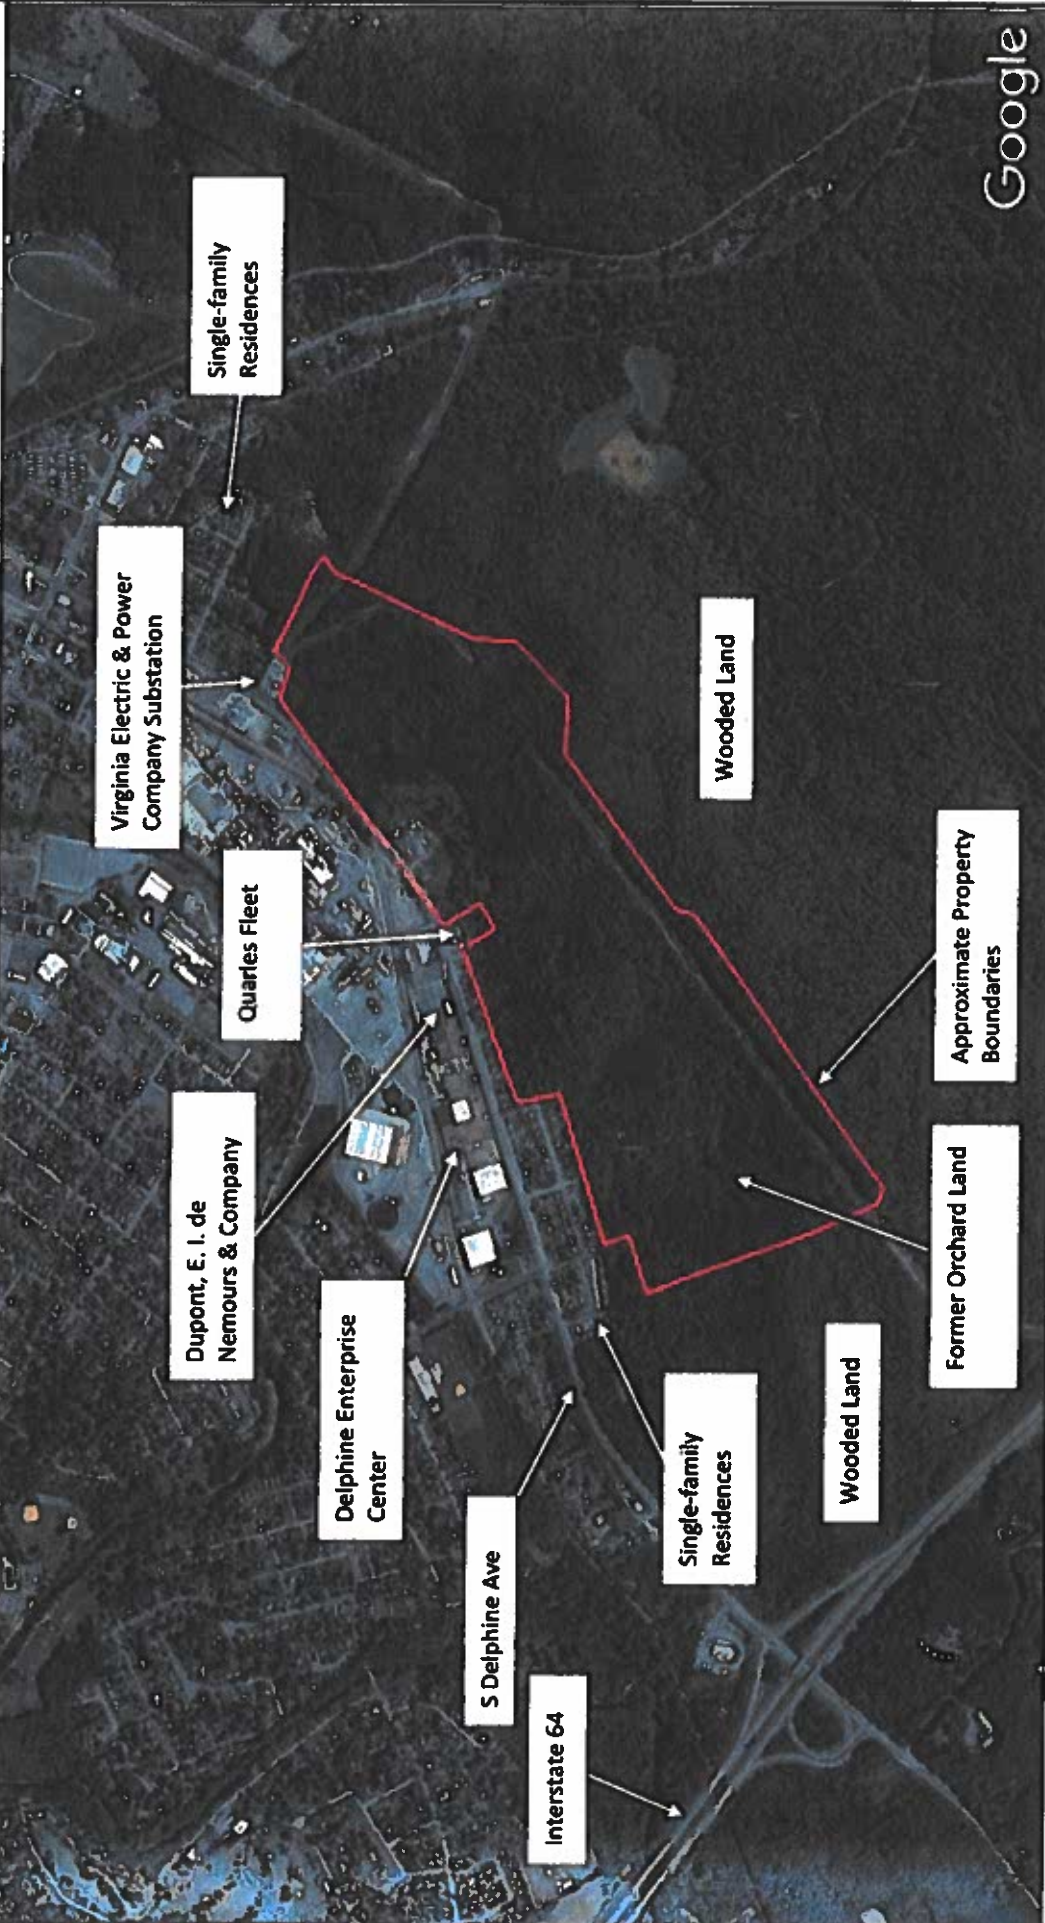 Single-family
Residences
Virginia Electric & Power
Company Substation
Quarles Fleet
Dupont, E. I. de
Nemours & Company
Delphine Enterprise
Center
S Delphine Ave
Interstate 64
Single-family
Residences
Wooded Land
Wooded Land
Former Orchard Land
Approximate Property
Boundaries
Google